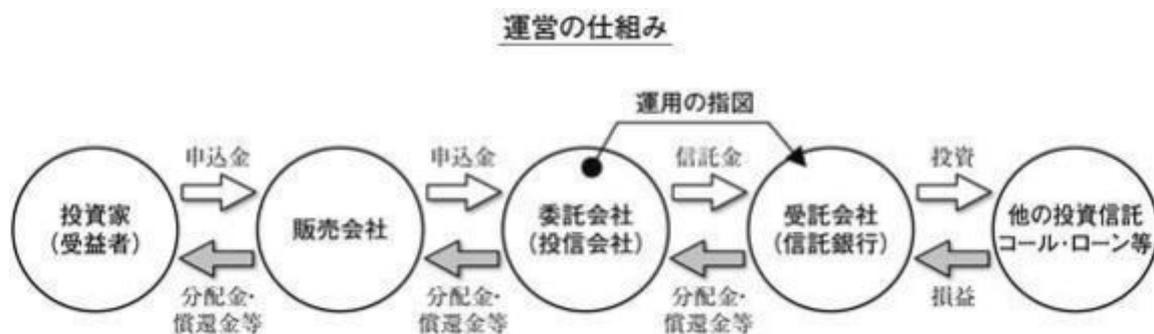 運営の仕組み
運用の指図
申込金
申込金
信託金
投資
投資家
(受益者)
販売会社
委託会社
(投信会社)
受託会社
(信託銀行)
他の投資信託
コール・ローン等
分配金・
償還金等
分配金・
償還金等
分配金・
償還金等
損益